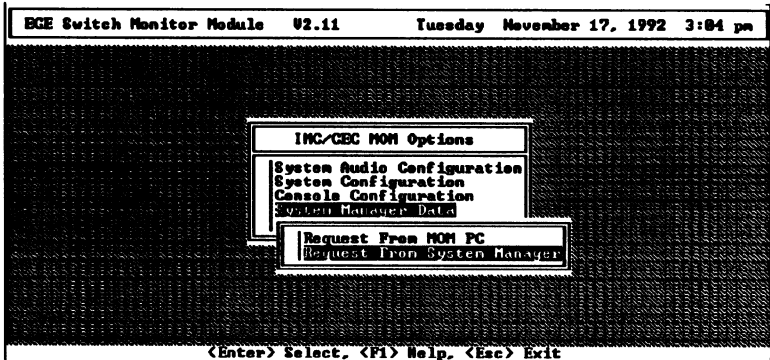 EGE Switch Monitor Module V2.11 Tuesday November 17, 1992 3:04 pm
IMC/CEC MOM Options
System Audio Configuration
System Configuration
Console Configuration
System Manager Data
Request From MOM PC
Request From System Manager
<Enter> Select, <F1> Help, <Esc> Exit